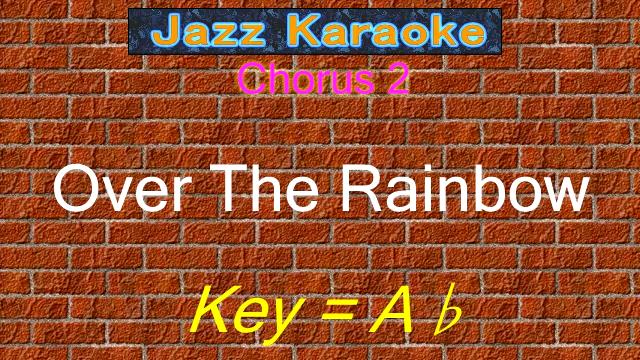 Jazz Karaoke
Chorus 2
Over The Rainbow
Key = A ♭